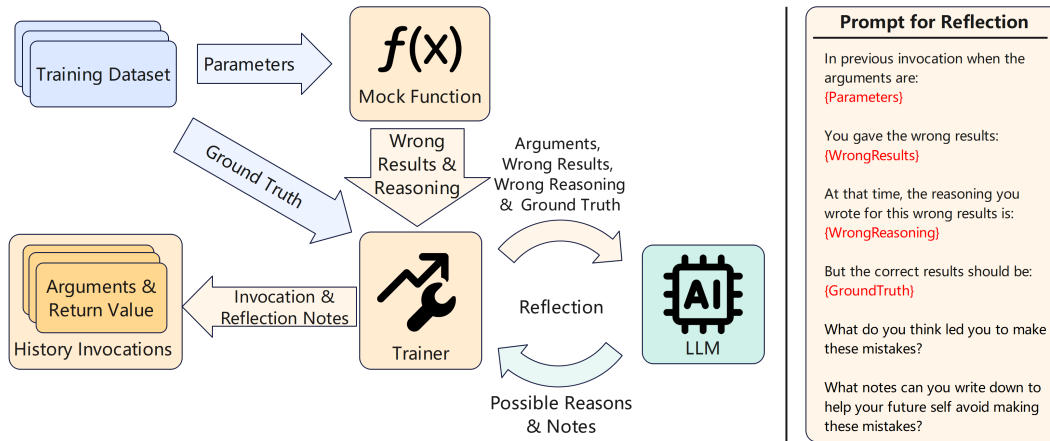 Training Dataset
Parameters
f(x)
Mock Function
Ground Truth
Wrong
Results &
Reasoning
Arguments,
Wrong Results,
Wrong Reasoning
& Ground Truth
Arguments &
Return Value
History Invocations
Invocation &
Reflection Notes
Trainer
Reflection
AI
LLM
Possible Reasons
& Notes
Prompt for Reflection
In previous invocation when the
arguments are:
{Parameters}
You gave the wrong results:
{WrongResults}
At that time, the reasoning you
wrote for this wrong results is:
{WrongReasoning}
But the correct results should be:
{GroundTruth}
What do you think led you to make
these mistakes?
What notes can you write down to
help your future self avoid making
these mistakes?